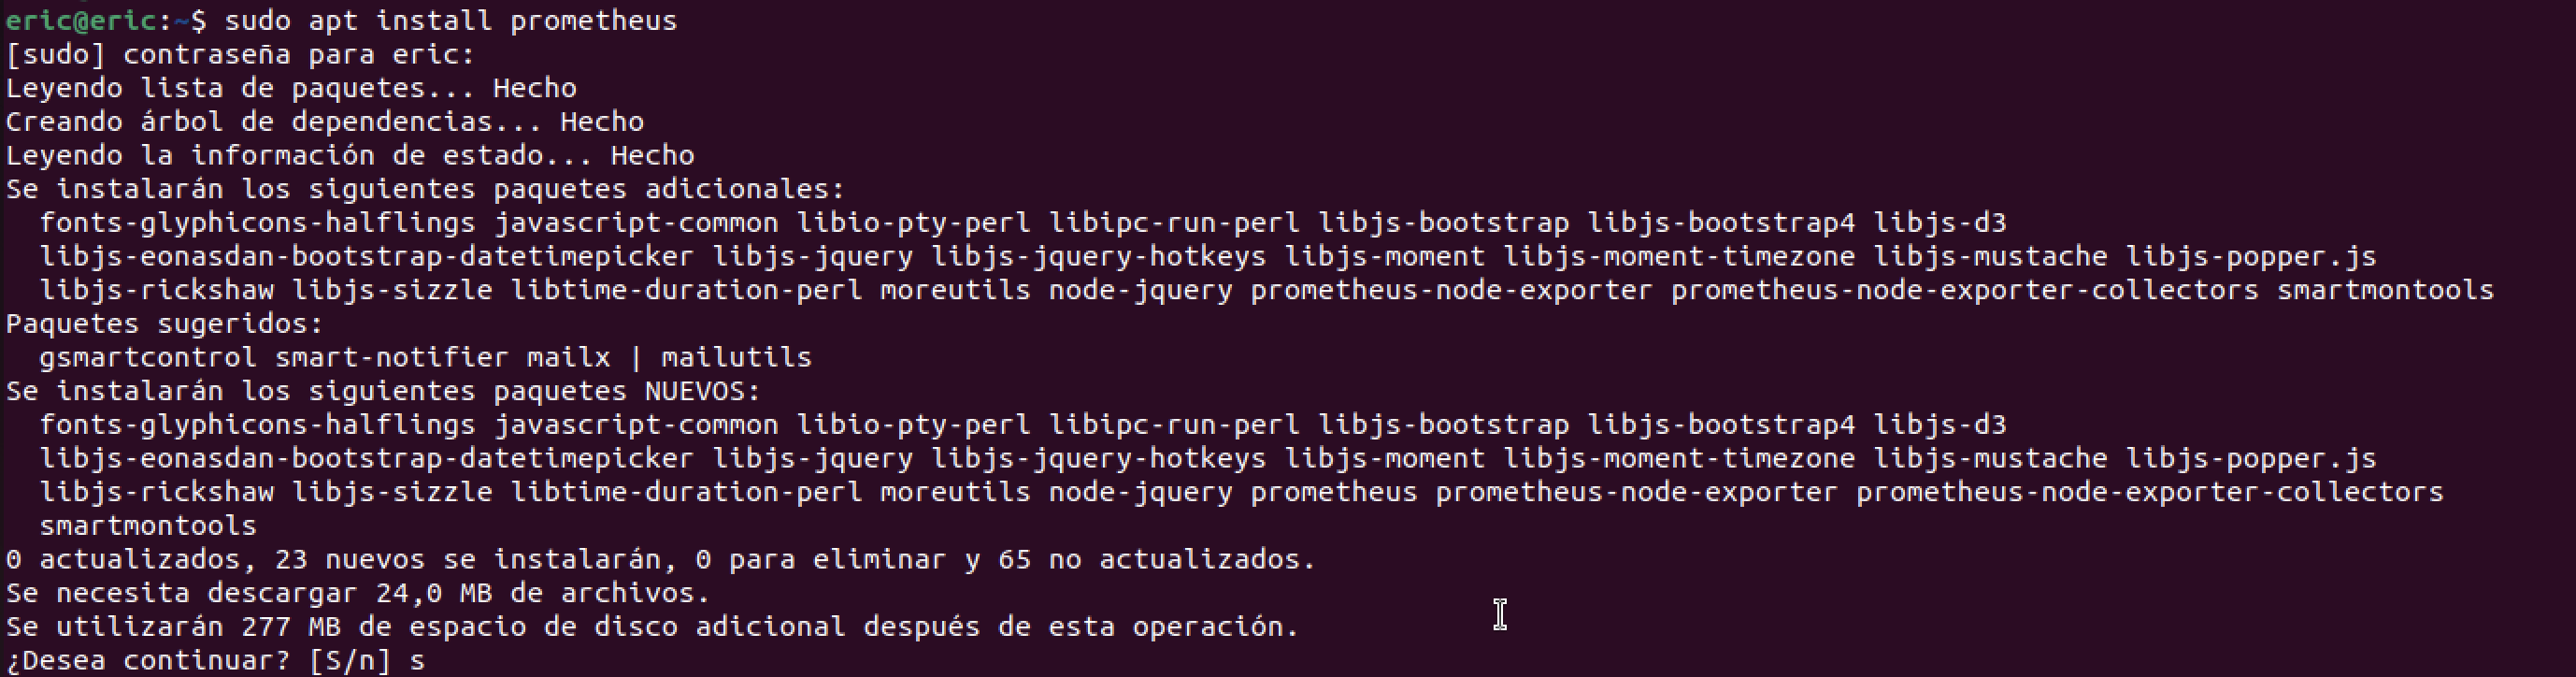 eric@eric:~$ sudo apt install prometheus
[sudo] contraseña para eric:
Leyendo lista de paquetes... Hecho
Creando árbol de dependencias... Hecho
Leyendo la información de estado... Hecho
Se instalarán los siguientes paquetes adicionales:
  fonts-glyphicons-halflings javascript-common libio-pty-perl libipc-run-perl libjs-bootstrap libjs-bootstrap4 libjs-d3
  libjs-eonasdan-bootstrap-datetimepicker libjs-jquery libjs-jquery-hotkeys libjs-moment libjs-moment-timezone libjs-mustache libjs-popper.js
  libjs-rickshaw libjs-sizzle libtime-duration-perl moreutils node-jquery prometheus-node-exporter prometheus-node-exporter-collectors smartmontools
Paquetes sugeridos:
  gsmartcontrol smart-notifier mailx | mailutils
Se instalarán los siguientes paquetes NUEVOS:
  fonts-glyphicons-halflings javascript-common libio-pty-perl libipc-run-perl libjs-bootstrap libjs-bootstrap4 libjs-d3
  libjs-eonasdan-bootstrap-datetimepicker libjs-jquery libjs-jquery-hotkeys libjs-moment libjs-moment-timezone libjs-mustache libjs-popper.js
  libjs-rickshaw libjs-sizzle libtime-duration-perl moreutils node-jquery prometheus prometheus-node-exporter prometheus-node-exporter-collectors
  smartmontools
0 actualizados, 23 nuevos se instalarán, 0 para eliminar y 65 no actualizados.
Se necesita descargar 24,0 MB de archivos.
Se utilizarán 277 MB de espacio de disco adicional después de esta operación.
¿Desea continuar? [S/n] s